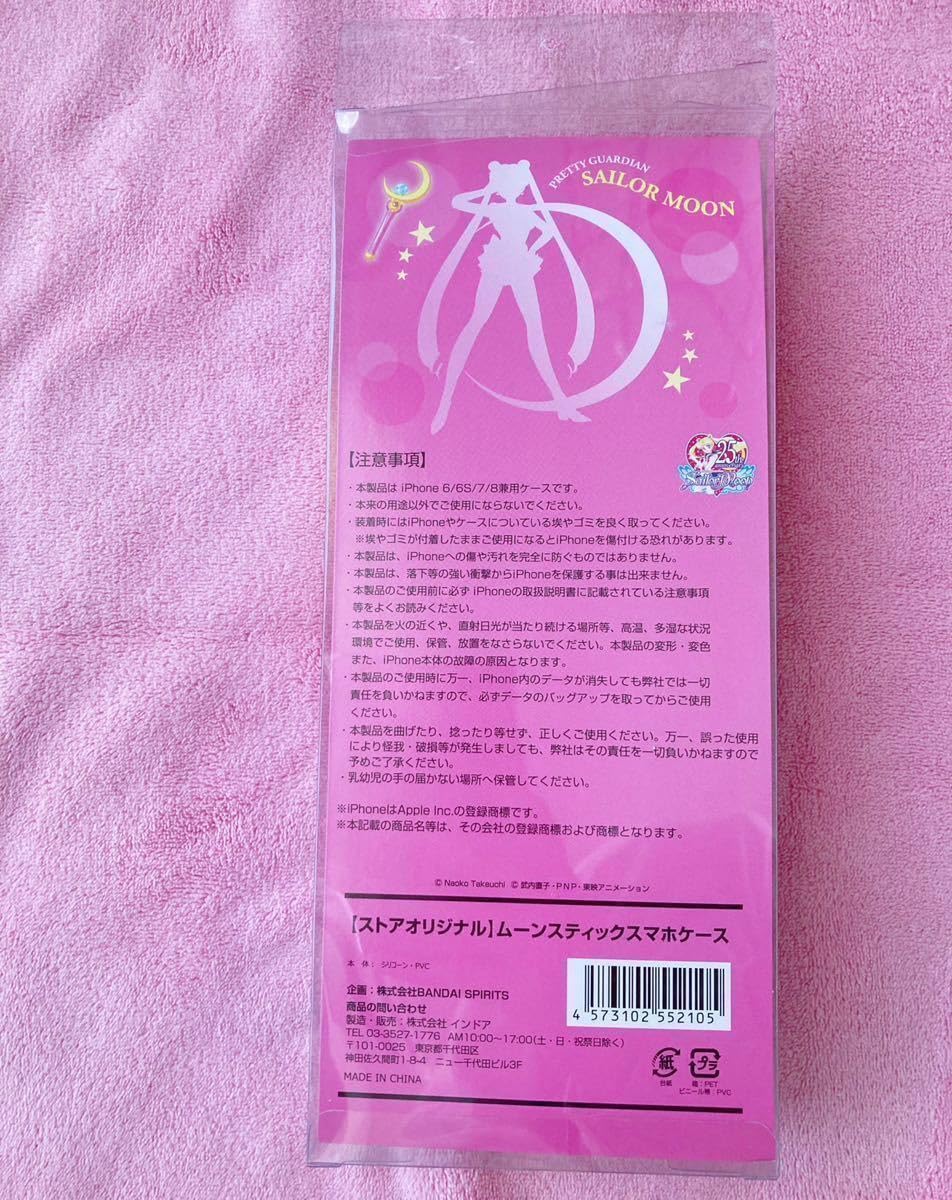 PRETTY GUARDIAN
SAILOR MOON
25th
Sailor Moon
【注意事項】
・本製品は iPhone 6/6S/7/8兼用ケースです。
・本来の用途以外でご使用にならないでください。
・装着時にはiPhoneやケースについている埃やゴミを良く取ってください。
※埃やゴミが付着したままご使用になるとiPhoneを傷付ける恐れがあります。
・本製品は、iPhoneへの傷や汚れを完全に防ぐものではありません。
・本製品は、落下等の強い衝撃からiPhoneを保護する事は出来ません。
・本製品のご使用前に必ず iPhoneの取扱説明書に記載されている注意事項
等をよくお読みください。
・本製品を火の近くや、直射日光が当たり続ける場所等、高温、多湿な状況
環境でご使用、保管、放置をなさらないでください。本製品の変形・変色
また、iPhone本体の故障の原因となります。
・本製品のご使用時に万一、iPhone内のデータが消失しても弊社では一切
責任を負いかねますので、必ずデータのバッグアップを取ってからご使用
ください。
・本製品を曲げたり、捻ったり等せず、正しくご使用ください。万一、誤った使用
により怪我・破損等が発生しましても、弊社はその責任を一切負いかねますので
予めご了承ください。
・乳幼児の手の届かない場所へ保管してください。
※iPhoneはApple Inc.の登録商標です。
※本記載の商品名等は、その会社の登録商標および商標となります。
© Naoko Takeuchi © 武内直子・PNP・東映アニメーション
【ストアオリジナル】ムーンスティックスマホケース
本 体： シリコーン・PVC
企画：株式会社BANDAI SPIRITS
商品の問い合わせ
製造・販売：株式会社 インドア
TEL 03-3527-1776 AM10:00〜17:00(土・日・祝祭日除く)
〒101-0025 東京都千代田区
神田佐久間町1-8-4 ニュー千代田ビル3F
MADE IN CHINA
4 573102 552105
紙
台紙
プラ
箱：PET
ビニール帯：PVC